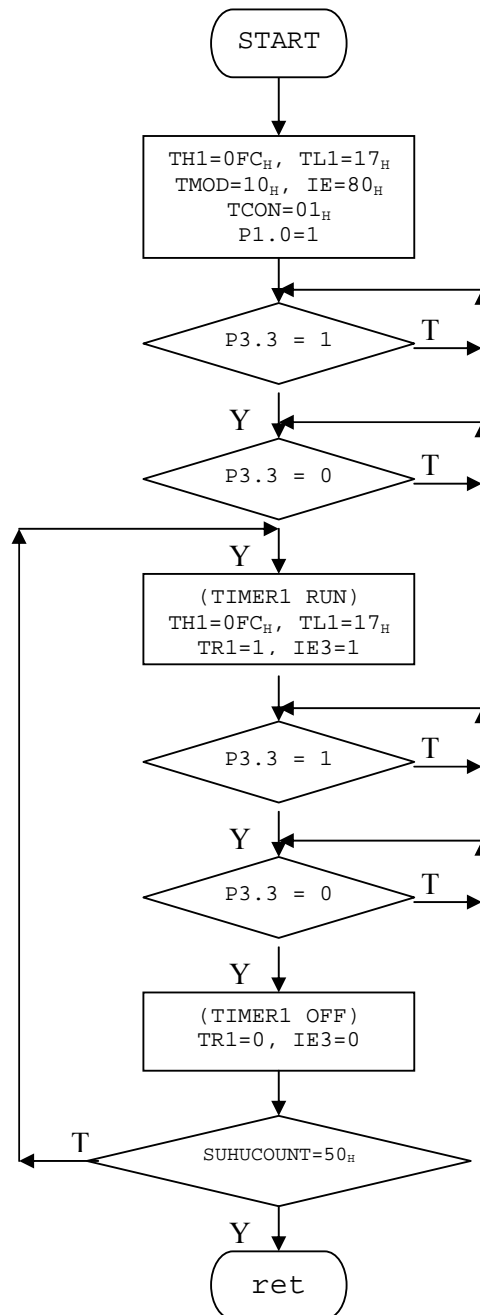 START
TH1=0FCH, TL1=17H
TMOD=10H, IE=80H
TCON=01H
P1.0=1
P3.3 = 1
T
Y
P3.3 = 0
T
Y
(TIMER1 RUN)
TH1=0FCH, TL1=17H
TR1=1, IE3=1
P3.3 = 1
T
Y
P3.3 = 0
T
Y
(TIMER1 OFF)
TR1=0, IE3=0
T
SUHUCOUNT=50H
Y
ret